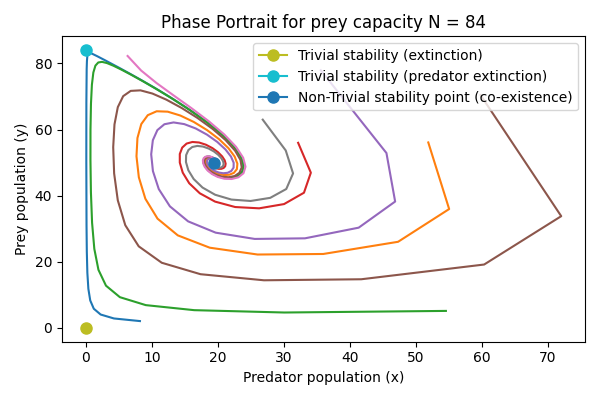 Phase Portrait for prey capacity N = 84
Trivial stability (extinction)
Trivial stability (predator extinction)
Non-Trivial stability point (co-existence)
Prey population (y)
80
60
40
20
0
0 10 20 30 40 50 60 70
Predator population (x)